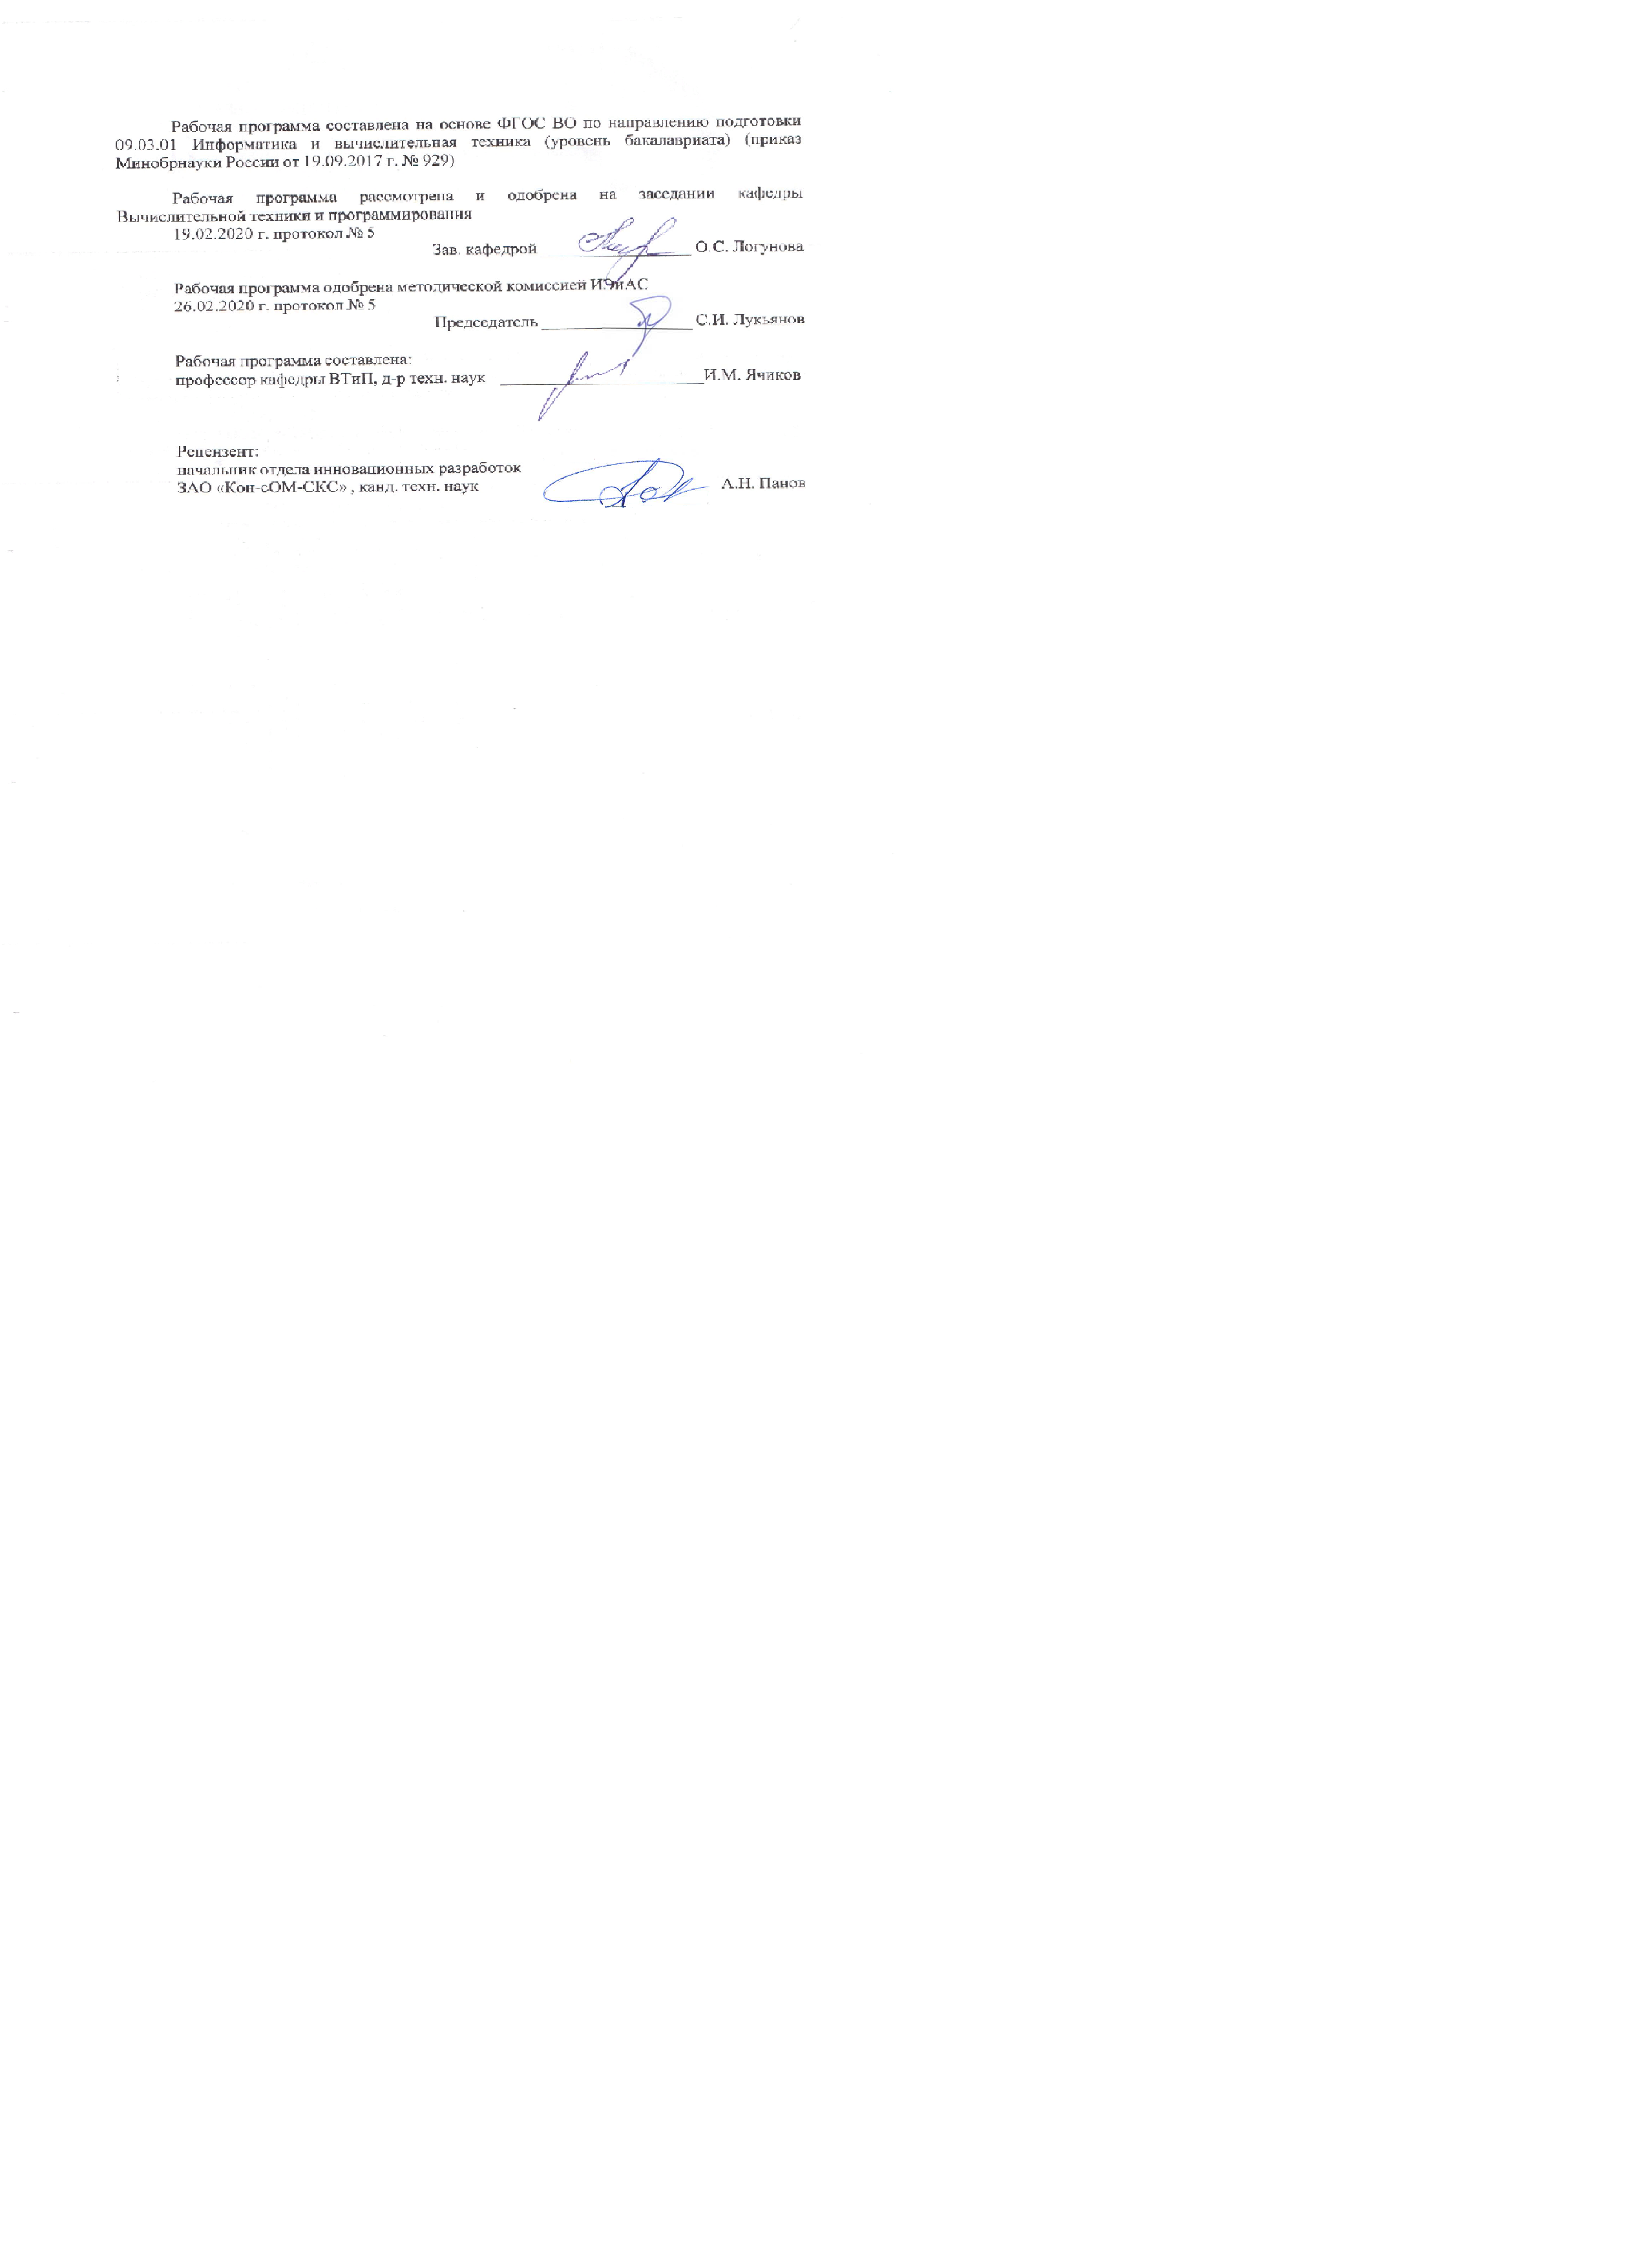 Рабочая программа составлена на основе ФГОС ВО по направлению подготовки
09.03.01 Информатика и вычислительная техника (уровень бакалавриата) (приказ
Минобрнауки России от 19.09.2017 г. № 929)
Рабочая программа рассмотрена и одобрена на заседании кафедры
Вычислительной техники и программирования
19.02.2020 г. протокол № 5
Зав. кафедрой О.С. Логунова
Рабочая программа одобрена методической комиссией ИЭиАС
26.02.2020 г. протокол № 5
Председатель С.И. Лукьянов
Рабочая программа составлена:
профессор кафедры ВТиП, д-р техн. наук И.М. Ячиков
Рецензент:
начальник отдела инновационных разработок
ЗАО «Кон-сОМ-СКС» , канд. техн. наук А.Н. Панов